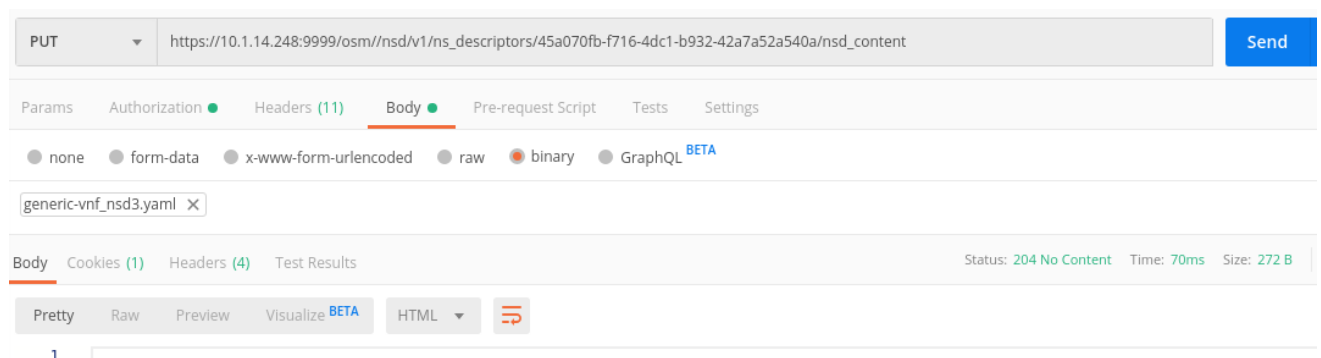 PUT https://10.1.14.248:9999/osm//nsd/v1/ns_descriptors/45a070fb-f716-4dc1-b932-42a7a52a540a/nsd_content Send
Params Authorization Headers (11) Body Pre-request Script Tests Settings
none form-data x-www-form-urlencoded raw binary GraphQL BETA
generic-vnf_nsd3.yaml
Body Cookies (1) Headers (4) Test Results Status: 204 No Content Time: 70ms Size: 272 B
Pretty Raw Preview Visualize BETA HTML
1